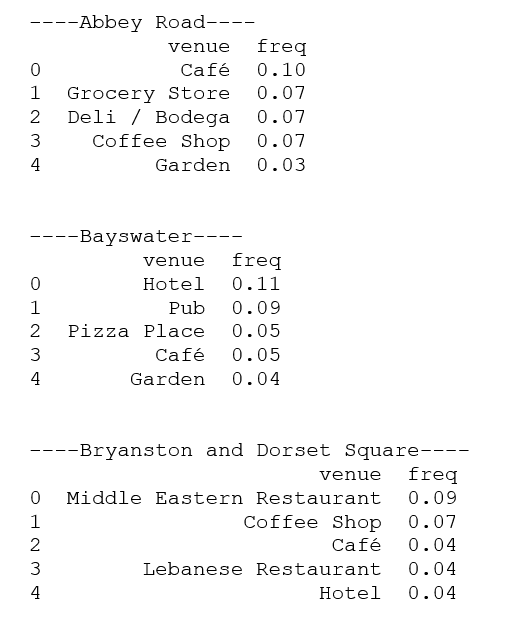 ----Abbey Road----
           venue  freq
0           Café  0.10
1  Grocery Store  0.07
2  Deli / Bodega  0.07
3    Coffee Shop  0.07
4         Garden  0.03
----Bayswater----
         venue  freq
0        Hotel  0.11
1          Pub  0.09
2  Pizza Place  0.05
3         Café  0.05
4       Garden  0.04
----Bryanston and Dorset Square----
                       venue  freq
0  Middle Eastern Restaurant  0.09
1                Coffee Shop  0.07
2                       Café  0.04
3        Lebanese Restaurant  0.04
4                      Hotel  0.04